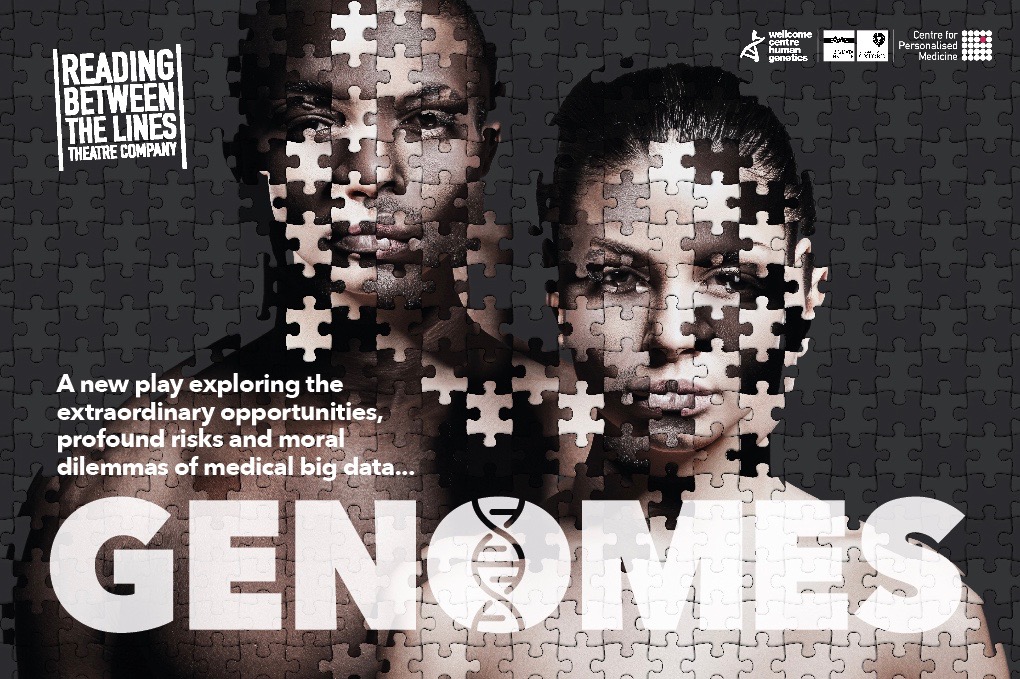 READING
BETWEEN
THE LINES
THEATRE COMPANY
wellcome
centre
human
genetics
Centre for
Personalised
Medicine
A new play exploring the
extraordinary opportunities,
profound risks and moral
dilemmas of medical big data...
GENOMES